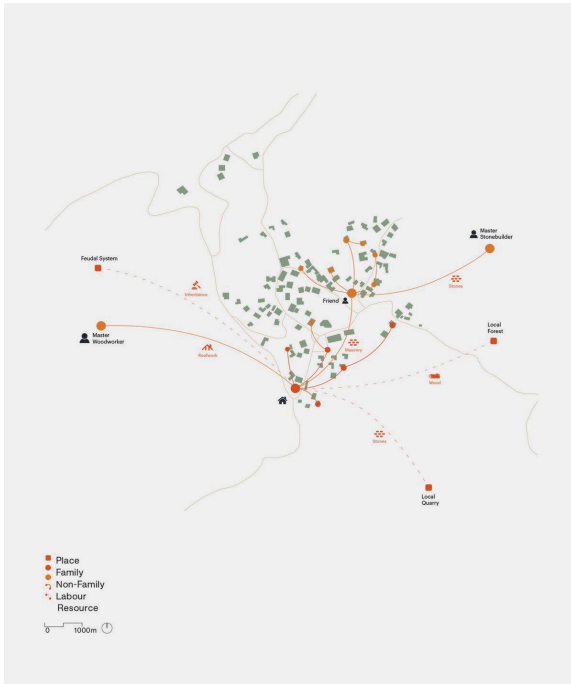 Master
Stonebuilder
Feudal System
Stones
Inheritance
Friend
Master
Woodworker
Local
Forest
Roofwork
Masonry
Wood
Stones
Local
Quarry
Place
Family
Non-Family
Labour
Resource
0 1000m